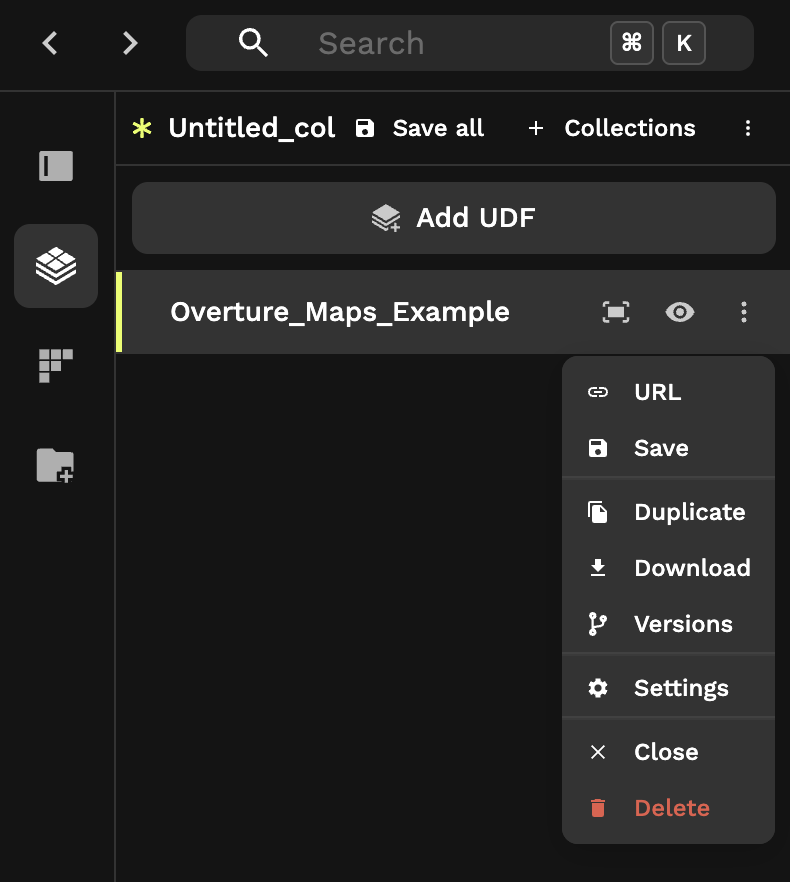 Search ⌘ K
Untitled_col Save all + Collections
Add UDF
Overture_Maps_Example
URL
Save
Duplicate
Download
Versions
Settings
Close
Delete